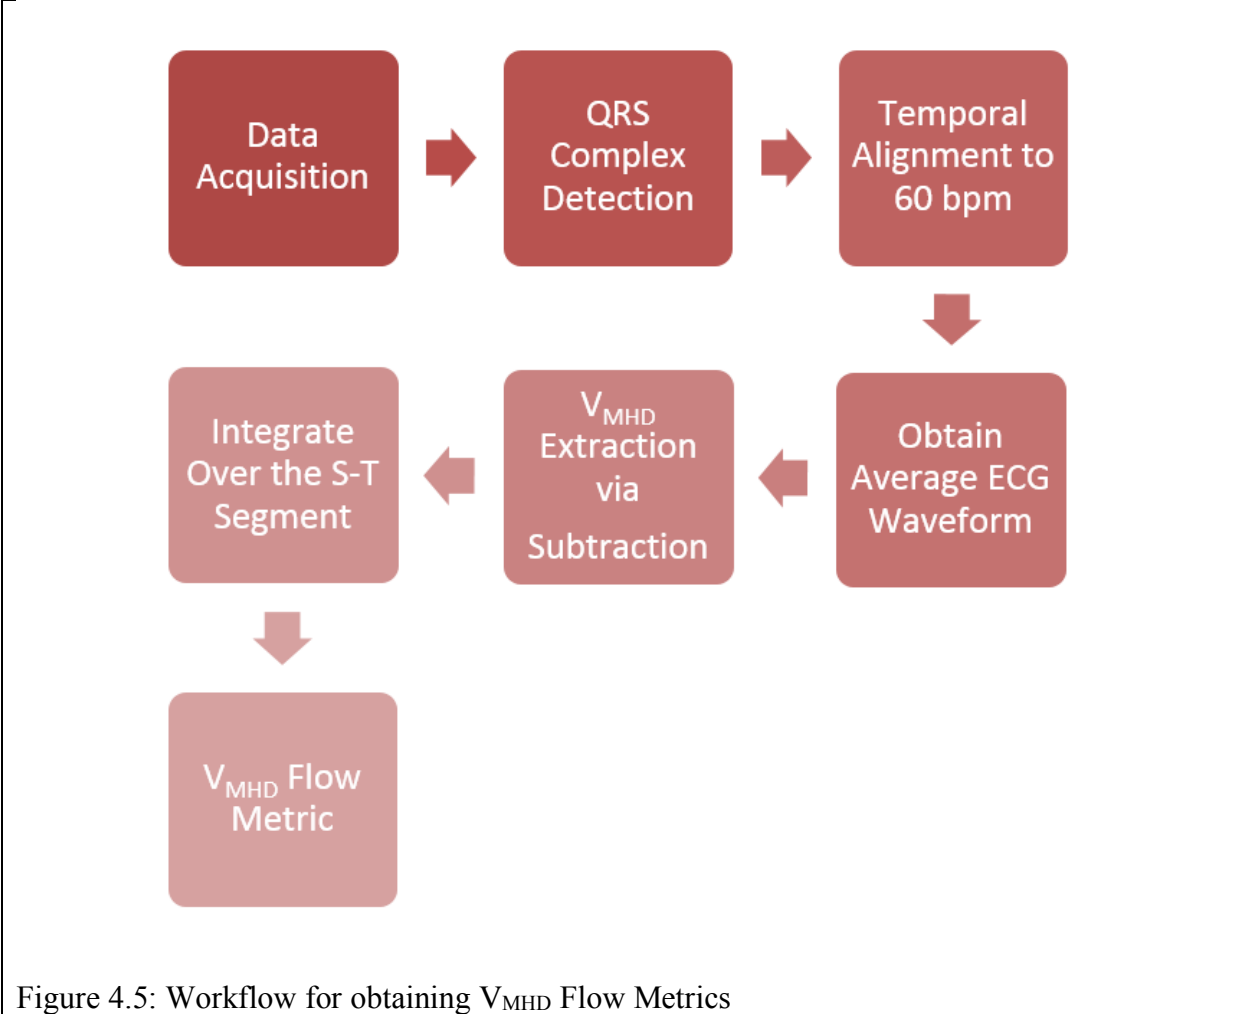 Data
Acquisition
QRS
Complex
Detection
Temporal
Alignment to
60 bpm
Obtain
Average ECG
Waveform
VMHD
Extraction
via
Subtraction
Integrate
Over the S-T
Segment
VMHD Flow
Metric
Figure 4.5: Workflow for obtaining VMHD Flow Metrics